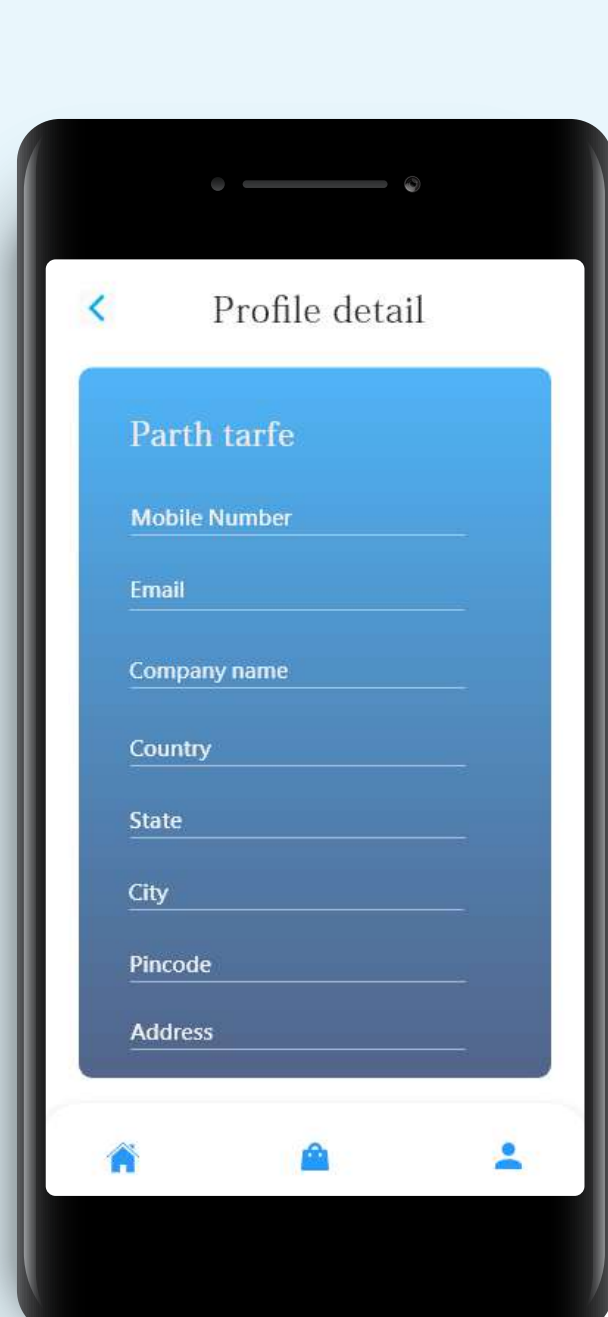 Profile detail
Parth tarfe
Mobile Number
Email
Company name
Country
State
City
Pincode
Address